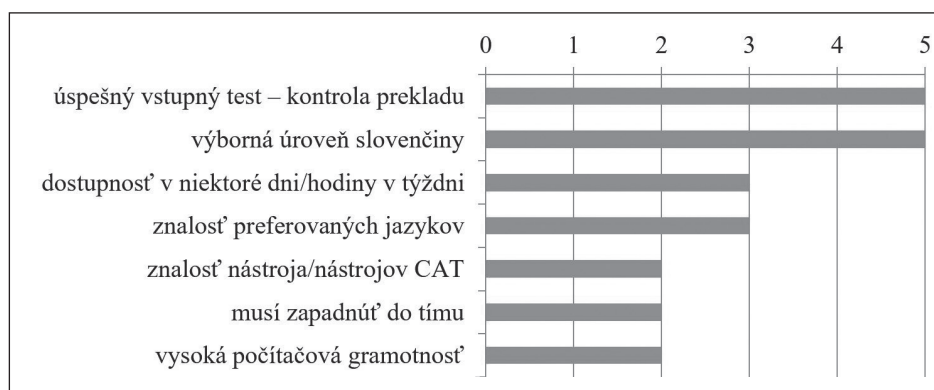 0 1 2 3 4 5
úspešný vstupný test – kontrola prekladu
výborná úroveň slovenčiny
dostupnosť v niektoré dni/hodiny v týždni
znalosť preferovaných jazykov
znalosť nástroja/nástrojov CAT
musí zapadnúť do tímu
vysoká počítačová gramotnosť